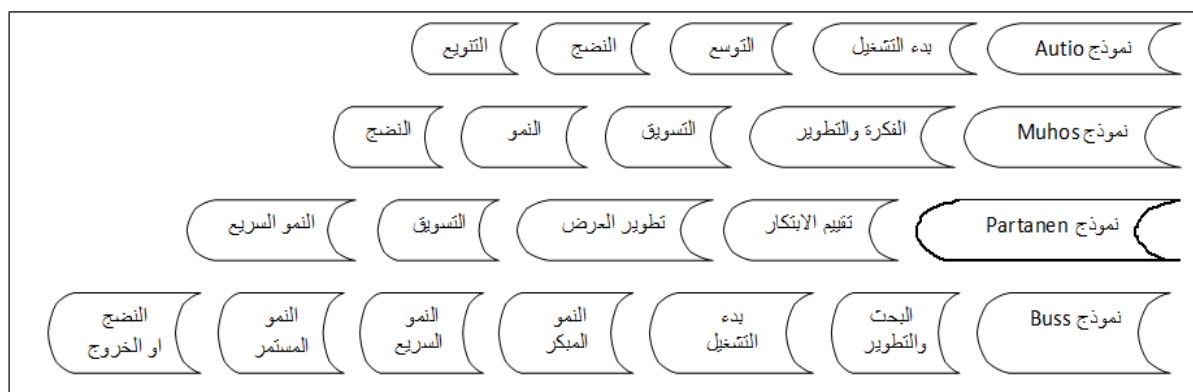 نموذج Autio
بدء التشغيل
التوسع
النضج
التنويع
نموذج Muhos
الفكرة والتطوير
التسويق
النمو
النضج
نموذج Partanen
تقييم الابتكار
تطوير العرض
التسويق
النمو السريع
نموذج Buss
البحث
والتطوير
بدء
التشغيل
النمو
المبكر
النمو
السريع
النمو
المستمر
النضج
او الخروج